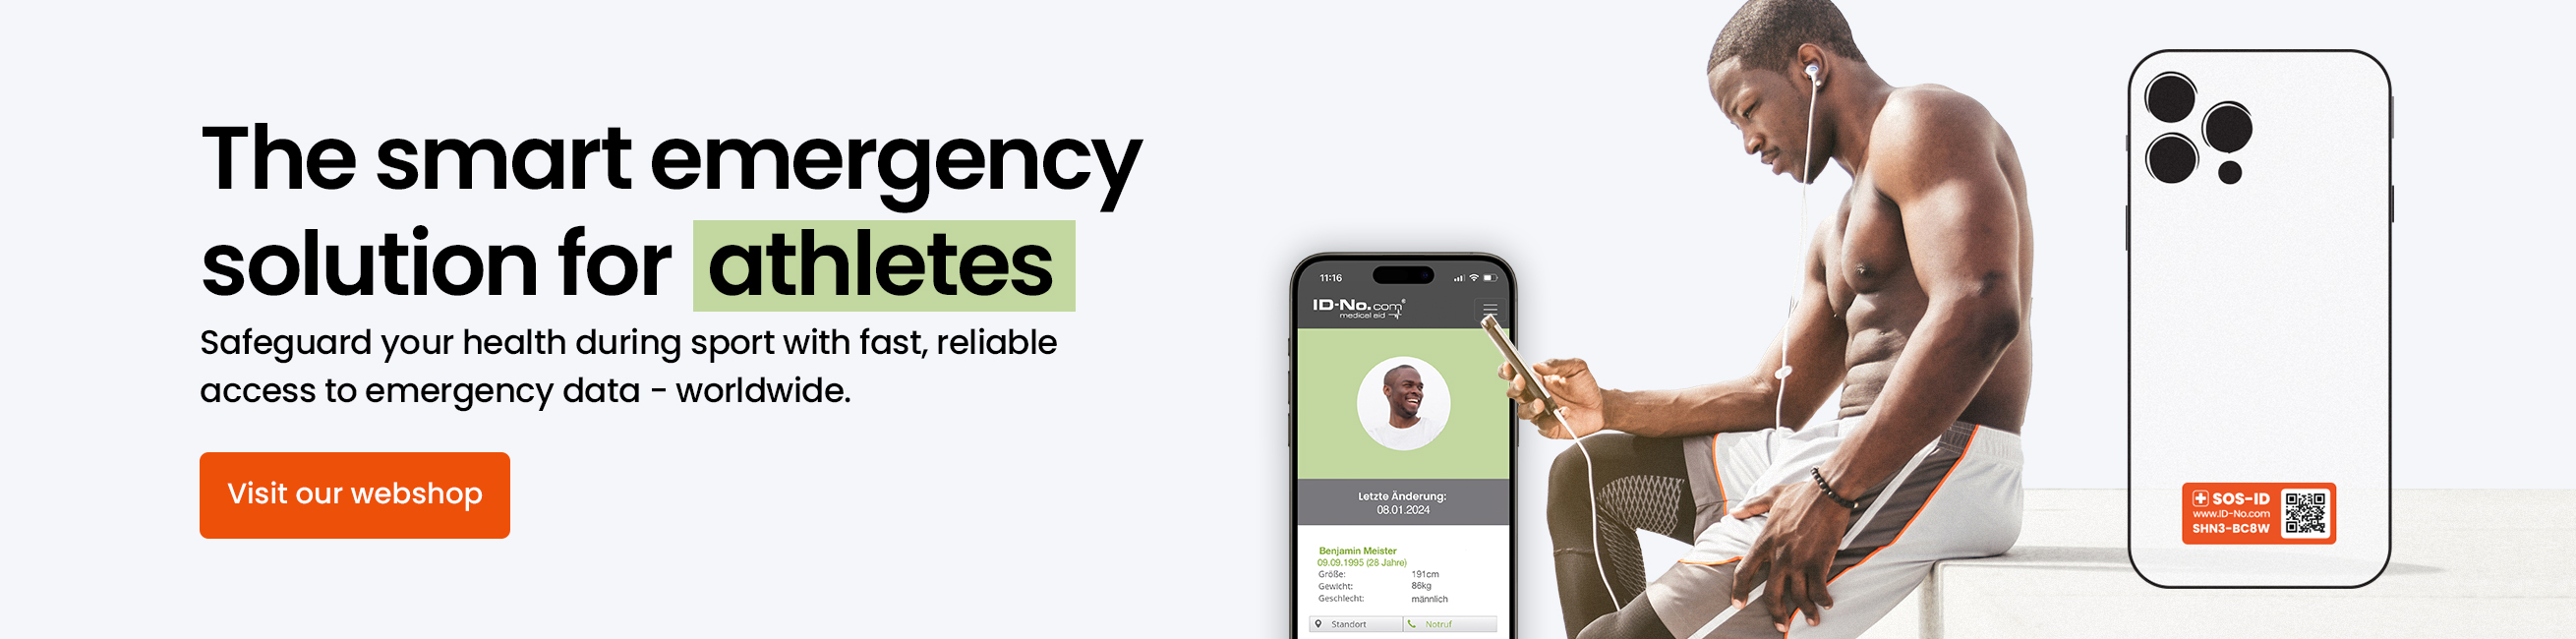 The smart emergency
solution for athletes
Safeguard your health during sport with fast, reliable
access to emergency data - worldwide.
Visit our webshop
11:16
ID-No.com®
medical aid
Letzte Änderung:
08.01.2024
Benjamin Meister
09.09.1995 (28 Jahre)
Größe: 191cm
Gewicht: 86kg
Geschlecht: männlich
Standort Notruf
SOS-ID
www.ID-No.com
SHN3-BC8W